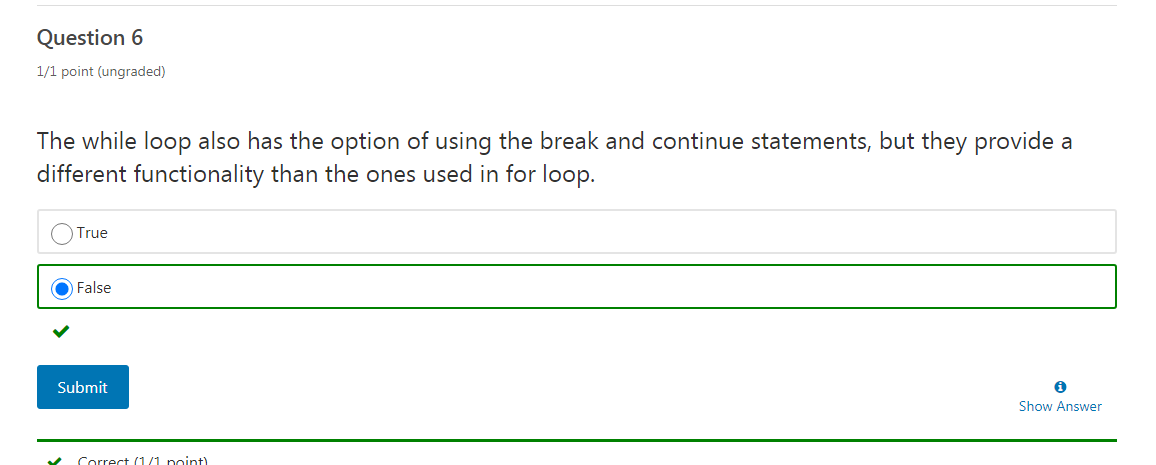 Question 6
1/1 point (ungraded)
The while loop also has the option of using the break and continue statements, but they provide a
different functionality than the ones used in for loop.
True
False
Submit
Show Answer
Correct (1/1 point)